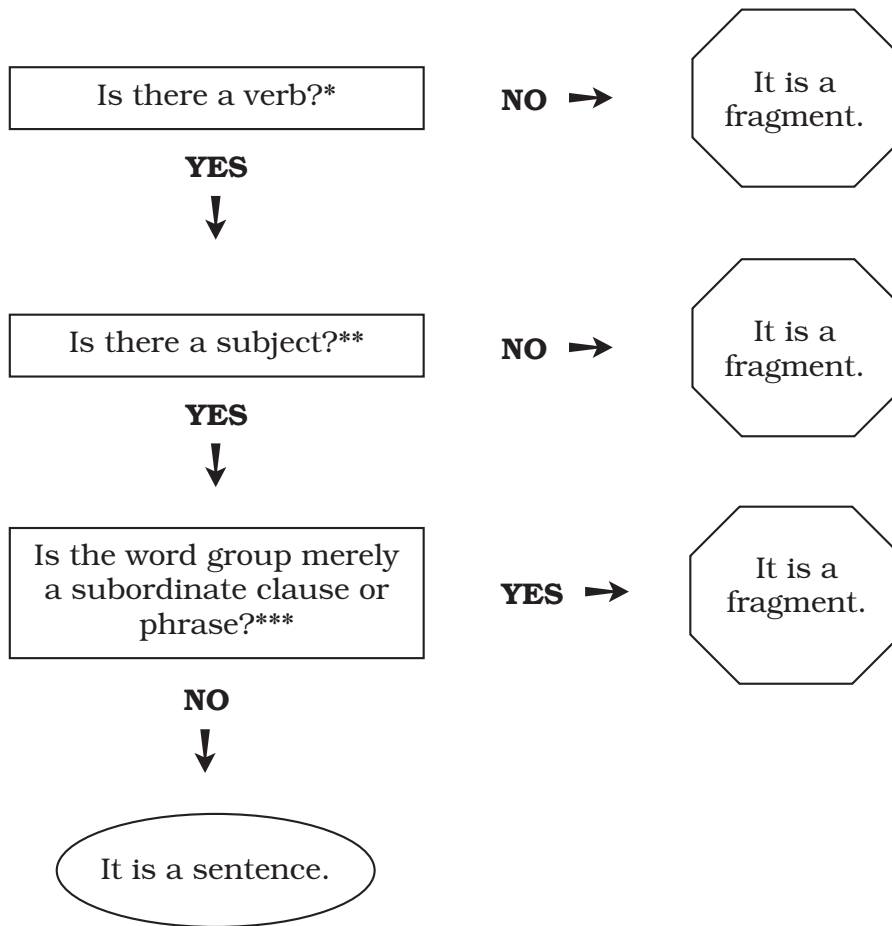 Is there a verb?*
NO
It is a
fragment.
YES
Is there a subject?**
NO
It is a
fragment.
YES
Is the word group merely
a subordinate clause or
phrase?***
YES
It is a
fragment.
NO
It is a sentence.